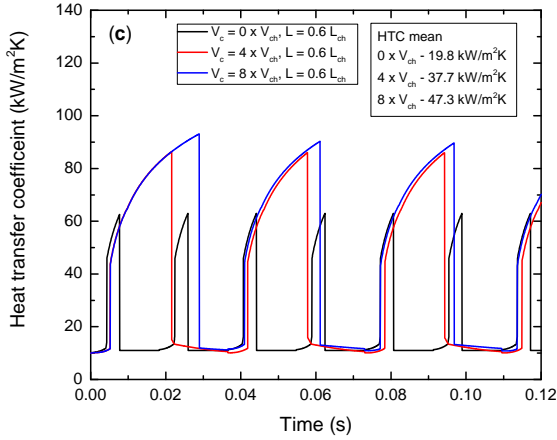 (c)
V_c = 0 x V_ch, L = 0.6 L_ch
V_c = 4 x V_ch, L = 0.6 L_ch
V_c = 8 x V_ch, L = 0.6 L_ch
HTC mean
0 x V_ch - 19.8 kW/m²K
4 x V_ch - 37.7 kW/m²K
8 x V_ch - 47.3 kW/m²K
Heat transfer coefficeint (kW/m²K)
140
120
100
80
60
40
20
0
0.00 0.02 0.04 0.06 0.08 0.10 0.12
Time (s)